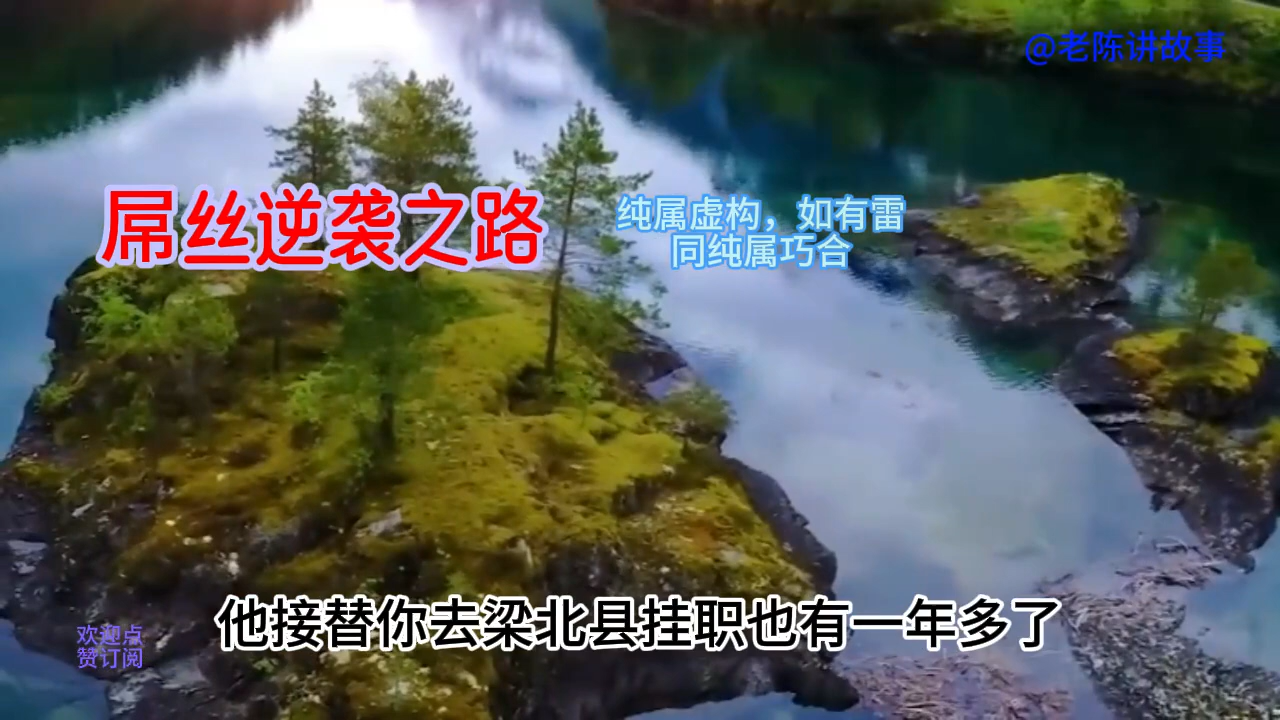 @老陈讲故事
屌丝逆袭之路
纯属虚构，如有雷
同纯属巧合
他接替你去梁北县挂职也有一年多了
欢迎点
赞订阅